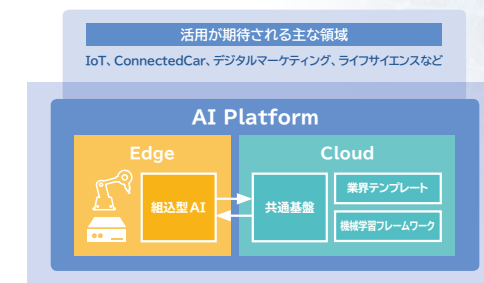 活用が期待される主な領域
IoT、ConnectedCar、デジタルマーケティング、ライフサイエンスなど
AI Platform
Edge
組込型AI
Cloud
共通基盤
業界テンプレート
機械学習フレームワーク